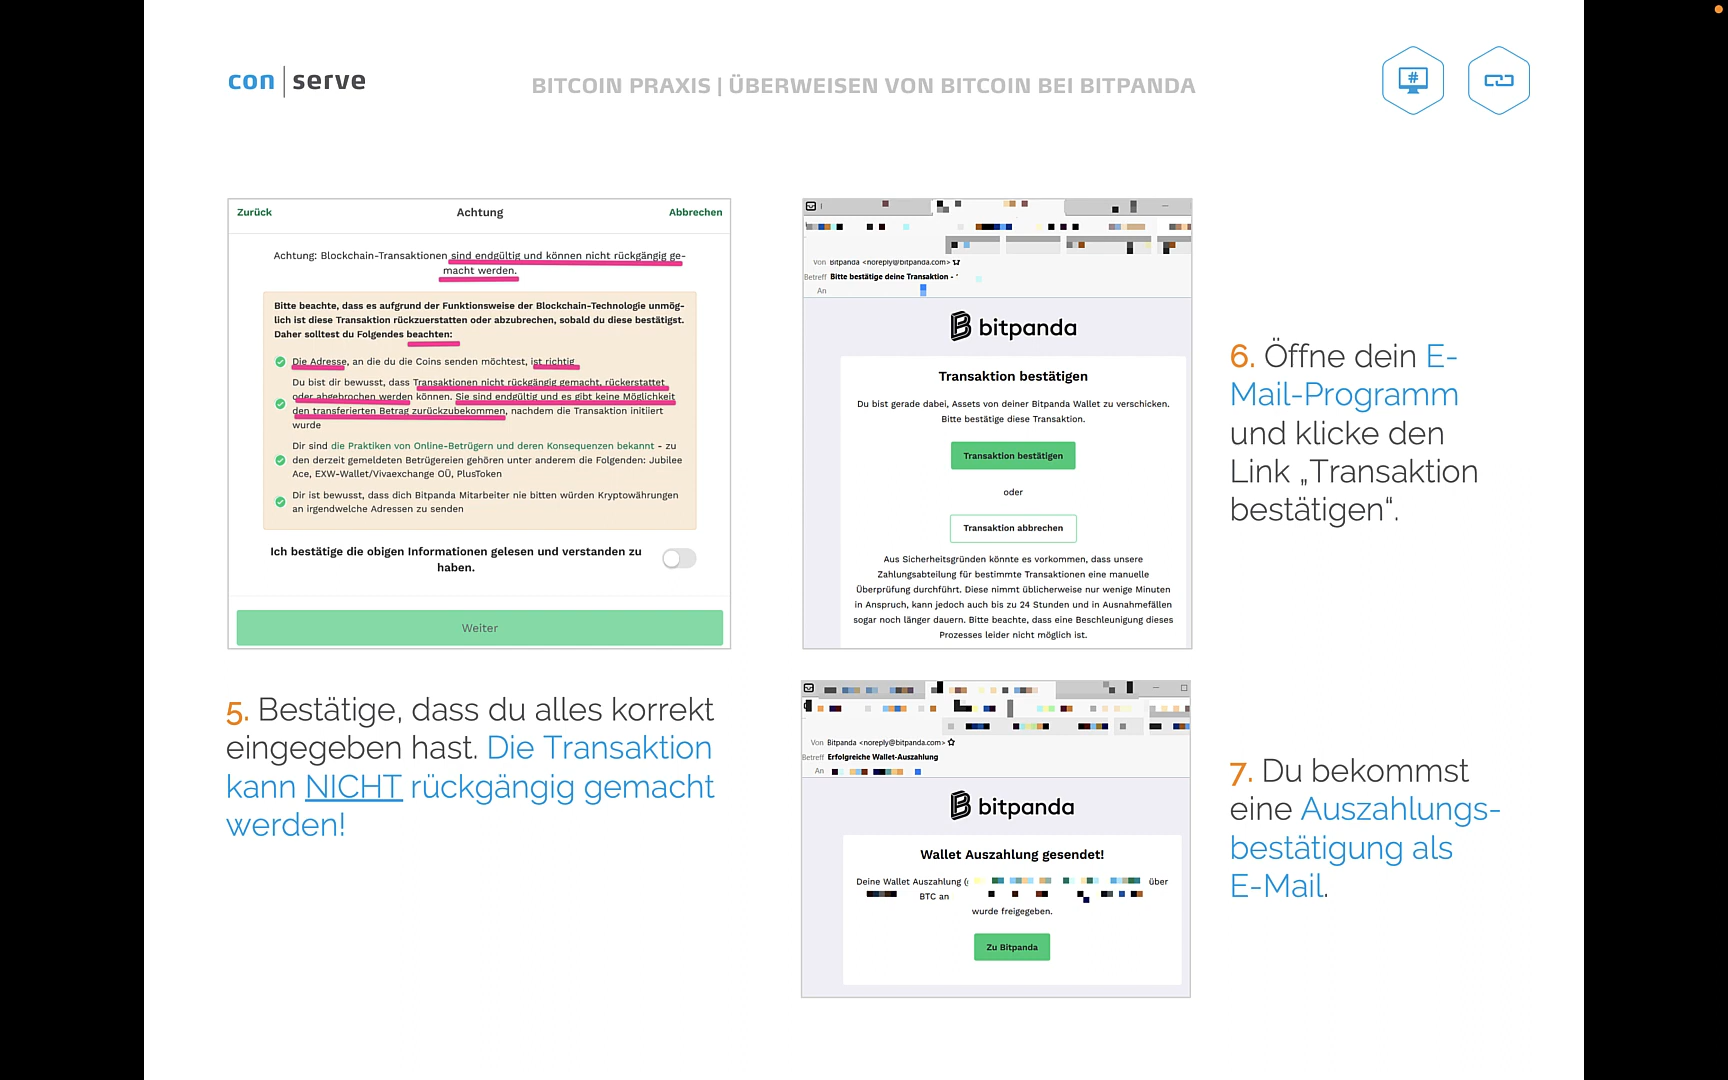 con serve
BITCOIN PRAXIS | ÜBERWEISEN VON BITCOIN BEI BITPANDA
#
Zurück
Achtung
Abbrechen
Achtung: Blockchain-Transaktionen sind endgültig und können nicht rückgängig ge-
macht werden.
Bitte beachte, dass es aufgrund der Funktionsweise der Blockchain-Technologie unmög-
lich ist diese Transaktion rückzuerstatten oder abzubrechen, sobald du diese bestätigst.
Daher solltest du Folgendes beachten:
Die Adresse, an die du die Coins senden möchtest, ist richtig
Du bist dir bewusst, dass Transaktionen nicht rückgängig gemacht, rückerstattet
oder abgebrochen werden können. Sie sind endgültig und es gibt keine Möglichkeit
den transferierten Betrag zurückzubekommen, nachdem die Transaktion initiiert
wurde
Dir sind die Praktiken von Online-Betrügern und deren Konsequenzen bekannt - zu
den derzeit gemeldeten Betrügereien gehören unter anderem die Folgenden: Jubilee
Ace, EXW-Wallet/Vivaexchange OÜ, PlusToken
Dir ist bewusst, dass dich Bitpanda Mitarbeiter nie bitten würden Kryptowährungen
an irgendwelche Adressen zu senden
Ich bestätige die obigen Informationen gelesen und verstanden zu
haben.
Weiter
5. Bestätige, dass du alles korrekt
eingegeben hast. Die Transaktion
kann NICHT rückgängig gemacht
werden!
Von Bitpanda <noreply@bitpanda.com>
Betreff Bitte bestätige deine Transaktion -
An
bitpanda
Transaktion bestätigen
Du bist gerade dabei, Assets von deiner Bitpanda Wallet zu verschicken.
Bitte bestätige diese Transaktion.
Transaktion bestätigen
oder
Transaktion abbrechen
Aus Sicherheitsgründen könnte es vorkommen, dass unsere
Zahlungsabteilung für bestimmte Transaktionen eine manuelle
Überprüfung durchführt. Diese nimmt üblicherweise nur wenige Minuten
in Anspruch, kann jedoch auch bis zu 24 Stunden und in Ausnahmefällen
sogar noch länger dauern. Bitte beachte, dass eine Beschleunigung dieses
Prozesses leider nicht möglich ist.
6. Öffne dein E-
Mail-Programm
und klicke den
Link „Transaktion
bestätigen“.
Von Bitpanda <noreply@bitpanda.com>
Betreff Erfolgreiche Wallet-Auszahlung
An
bitpanda
Wallet Auszahlung gesendet!
Deine Wallet Auszahlung ( über
BTC an
wurde freigegeben.
Zu Bitpanda
7. Du bekommst
eine Auszahlungs-
bestätigung als
E-Mail.